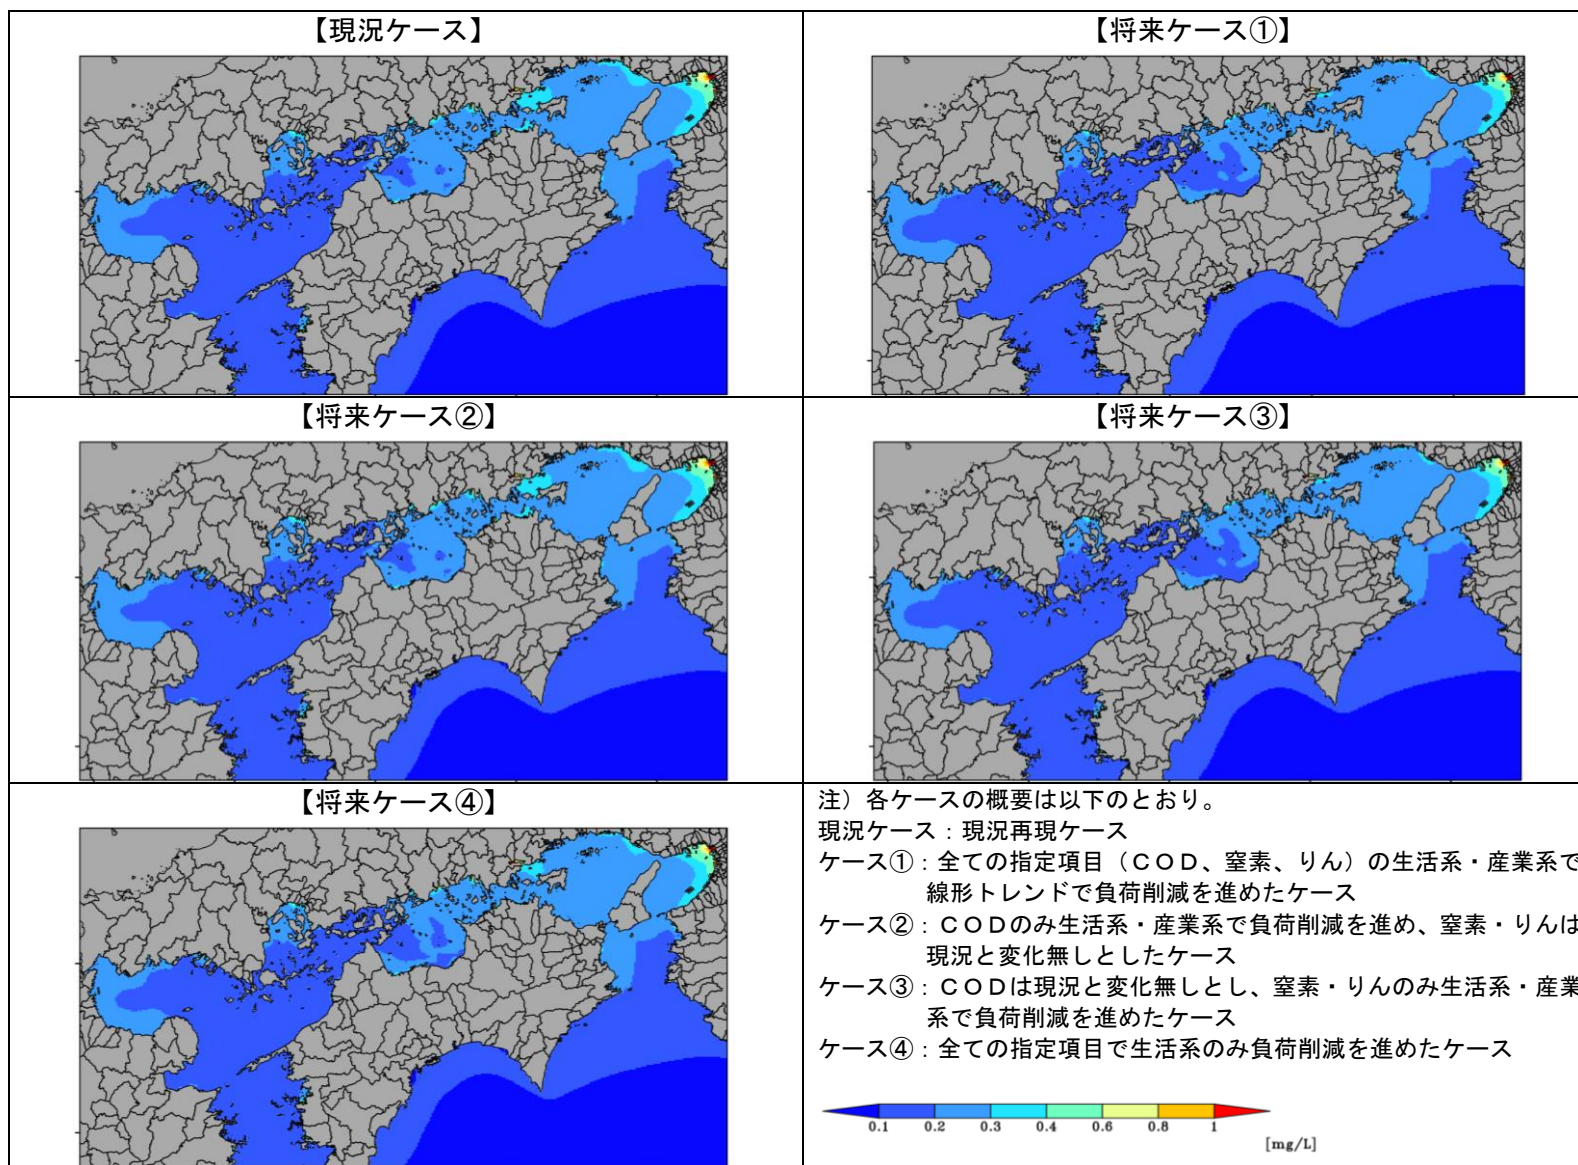 【現況ケース】
【将来ケース①】
【将来ケース②】
【将来ケース③】
【将来ケース④】
注）各ケースの概要は以下のとおり。
現況ケース：現況再現ケース
ケース①：全ての指定項目（ＣＯＤ、窒素、りん）の生活系・産業系で
線形トレンドで負荷削減を進めたケース
ケース②：ＣＯＤのみ生活系・産業系で負荷削減を進め、窒素・りんは
現況と変化無しとしたケース
ケース③：ＣＯＤは現況と変化無しとし、窒素・りんのみ生活系・産業
系で負荷削減を進めたケース
ケース④：全ての指定項目で生活系のみ負荷削減を進めたケース
0.1 0.2 0.3 0.4 0.6 0.8 1
[mg/L]